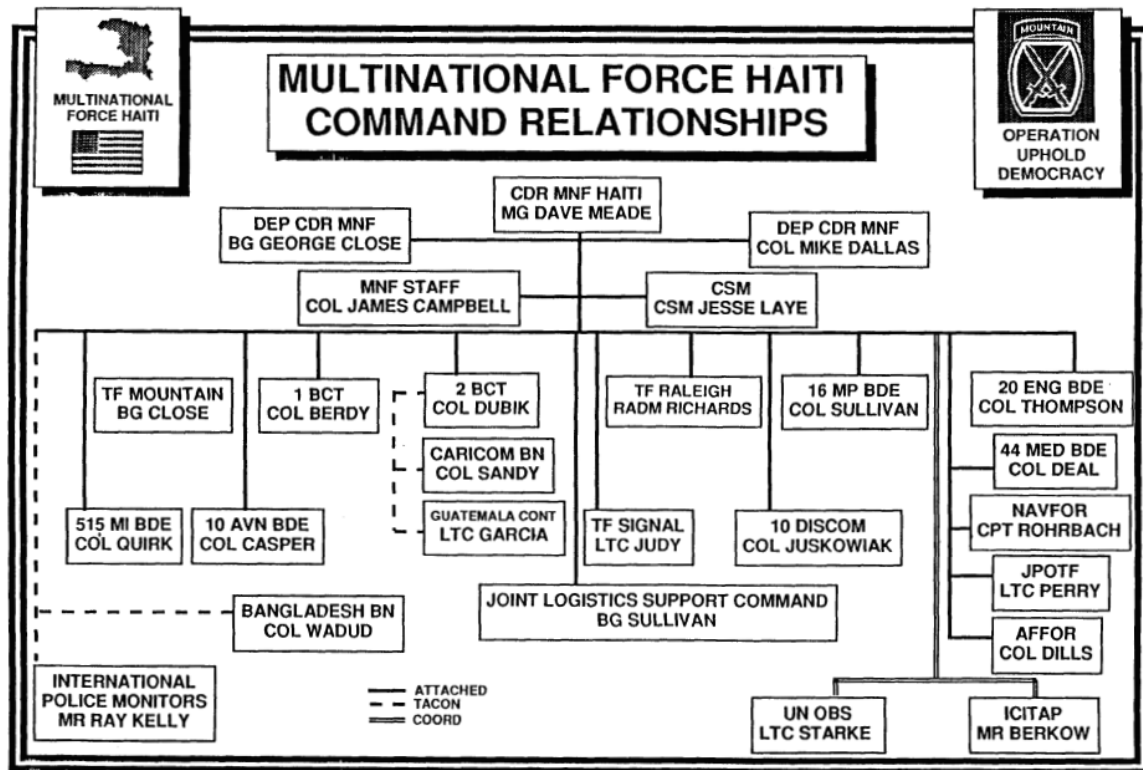 MULTINATIONAL
FORCE HAITI
MULTINATIONAL FORCE HAITI
COMMAND RELATIONSHIPS
MOUNTAIN
OPERATION
UPHOLD
DEMOCRACY
CDR MNF HAITI
MG DAVE MEADE
DEP CDR MNF
BG GEORGE CLOSE
DEP CDR MNF
COL MIKE DALLAS
MNF STAFF
COL JAMES CAMPBELL
CSM
CSM JESSE LAYE
TF MOUNTAIN
BG CLOSE
1 BCT
COL BERDY
2 BCT
COL DUBIK
TF RALEIGH
RADM RICHARDS
16 MP BDE
COL SULLIVAN
20 ENG BDE
COL THOMPSON
CARICOM BN
COL SANDY
44 MED BDE
COL DEAL
515 MI BDE
COL QUIRK
10 AVN BDE
COL CASPER
GUATEMALA CONT
LTC GARCIA
TF SIGNAL
LTC JUDY
10 DISCOM
COL JUSKOWIAK
NAVFOR
CPT ROHRBACH
JPOTF
LTC PERRY
JOINT LOGISTICS SUPPORT COMMAND
BG SULLIVAN
BANGLADESH BN
COL WADUD
AFFOR
COL DILLS
INTERNATIONAL
POLICE MONITORS
MR RAY KELLY
ATTACHED
TACON
COORD
UN OBS
LTC STARKE
ICITAP
MR BERKOW